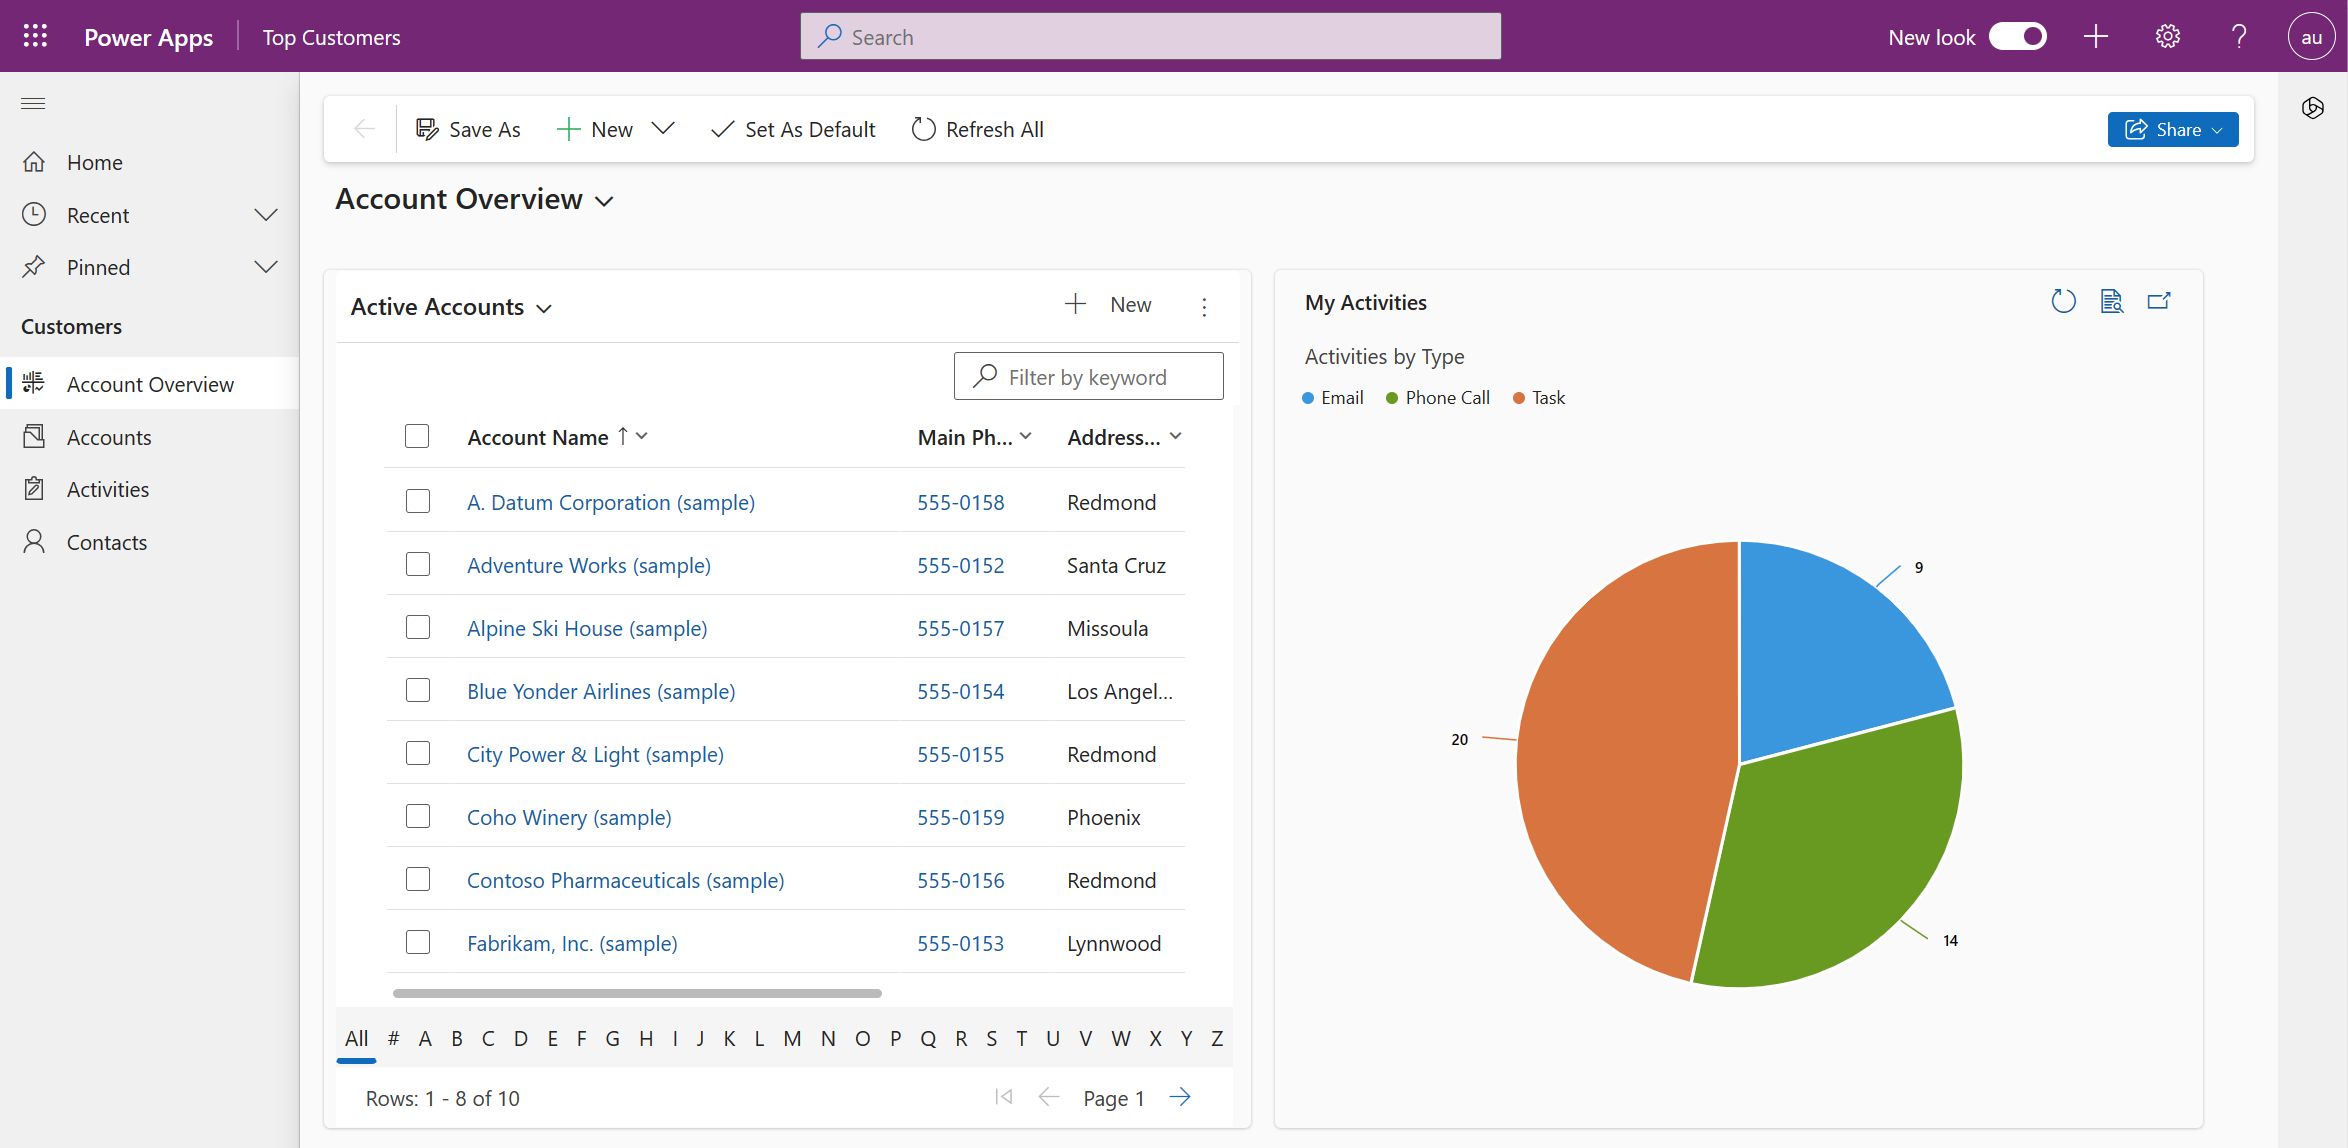 Power Apps Top Customers Search New look au
Save As New Set As Default Refresh All Share
Home
Recent
Pinned
Customers
Account Overview
Accounts
Activities
Contacts
Account Overview
Active Accounts New
Filter by keyword
Account Name Main Ph... Address...
A. Datum Corporation (sample) 555-0158 Redmond
Adventure Works (sample) 555-0152 Santa Cruz
Alpine Ski House (sample) 555-0157 Missoula
Blue Yonder Airlines (sample) 555-0154 Los Angel...
City Power & Light (sample) 555-0155 Redmond
Coho Winery (sample) 555-0159 Phoenix
Contoso Pharmaceuticals (sample) 555-0156 Redmond
Fabrikam, Inc. (sample) 555-0153 Lynnwood
All # A B C D E F G H I J K L M N O P Q R S T U V W X Y Z
Rows: 1 - 8 of 10 Page 1
My Activities
Activities by Type
Email Phone Call Task
9
20
14